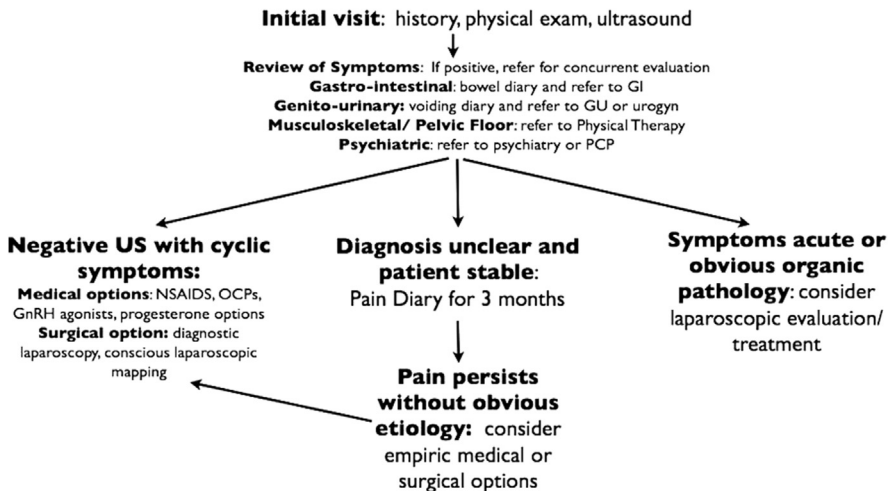 Initial visit: history, physical exam, ultrasound
Review of Symptoms: If positive, refer for concurrent evaluation
Gastro-intestinal: bowel diary and refer to GI
Genito-urinary: voiding diary and refer to GU or urogyn
Musculoskeletal/ Pelvic Floor: refer to Physical Therapy
Psychiatric: refer to psychiatry or PCP
Negative US with cyclic
symptoms:
Medical options: NSAIDS, OCPs,
GnRH agonists, progesterone options
Surgical option: diagnostic
laparoscopy, conscious laparoscopic
mapping
Diagnosis unclear and
patient stable:
Pain Diary for 3 months
Pain persists
without obvious
etiology: consider
empiric medical or
surgical options
Symptoms acute or
obvious organic
pathology: consider
laparoscopic evaluation/
treatment